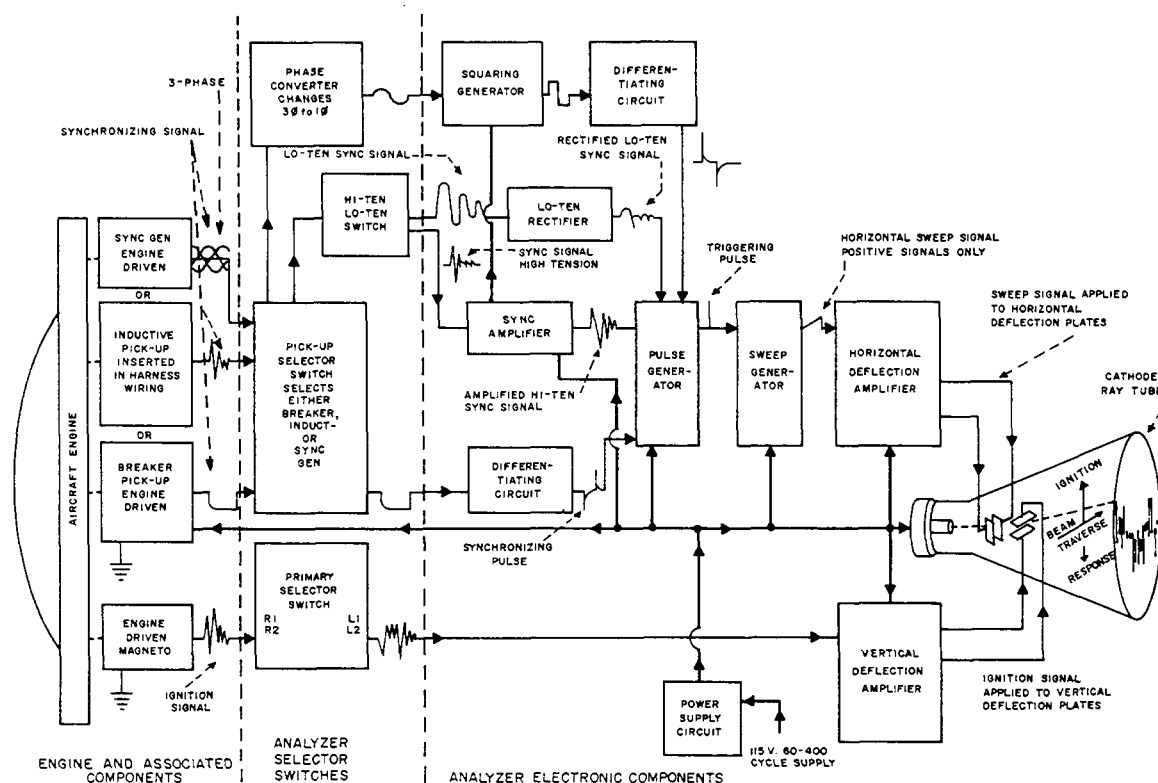 3-PHASE
SYNCHRONIZING SIGNAL
PHASE
CONVERTER
CHANGES
3Ø to 1Ø
SQUARING
GENERATOR
DIFFEREN-
TIATING
CIRCUIT
LO-TEN SYNC SIGNAL
RECTIFIED LO-TEN
SYNC SIGNAL
HI-TEN
LO-TEN
SWITCH
LO-TEN
RECTIFIER
SYNC SIGNAL
HIGH TENSION
TRIGGERING
PULSE
HORIZONTAL SWEEP SIGNAL
POSITIVE SIGNALS ONLY
SWEEP SIGNAL APPLIED
TO HORIZONTAL
DEFLECTION PLATES
SYNC GEN
ENGINE
DRIVEN
OR
INDUCTIVE
PICK-UP
INSERTED
IN HARNESS
WIRING
OR
BREAKER
PICK-UP
ENGINE
DRIVEN
AIRCRAFT ENGINE
PICK-UP
SELECTOR
SWITCH
SELECTS
EITHER
BREAKER,
INDUCT-
OR
SYNC
GEN
SYNC
AMPLIFIER
AMPLIFIED HI-TEN
SYNC SIGNAL
PULSE
GENER-
ATOR
SWEEP
GENER-
ATOR
HORIZONTAL
DEFLECTION
AMPLIFIER
CATHODE
RAY TUBE
DIFFEREN-
TIATING
CIRCUIT
SYNCHRONIZING
PULSE
IGNITION
BEAM
TRAVERSE
RESPONSE
ENGINE
DRIVEN
MAGNETO
IGNITION
SIGNAL
PRIMARY
SELECTOR
SWITCH
R1 L1
R2 L2
VERTICAL
DEFLECTION
AMPLIFIER
IGNITION SIGNAL
APPLIED TO VERTICAL
DEFLECTION PLATES
POWER
SUPPLY
CIRCUIT
115 V. 60-400
CYCLE SUPPLY
ENGINE AND ASSOCIATED
COMPONENTS
ANALYZER
SELECTOR
SWITCHES
ANALYZER ELECTRONIC COMPONENTS